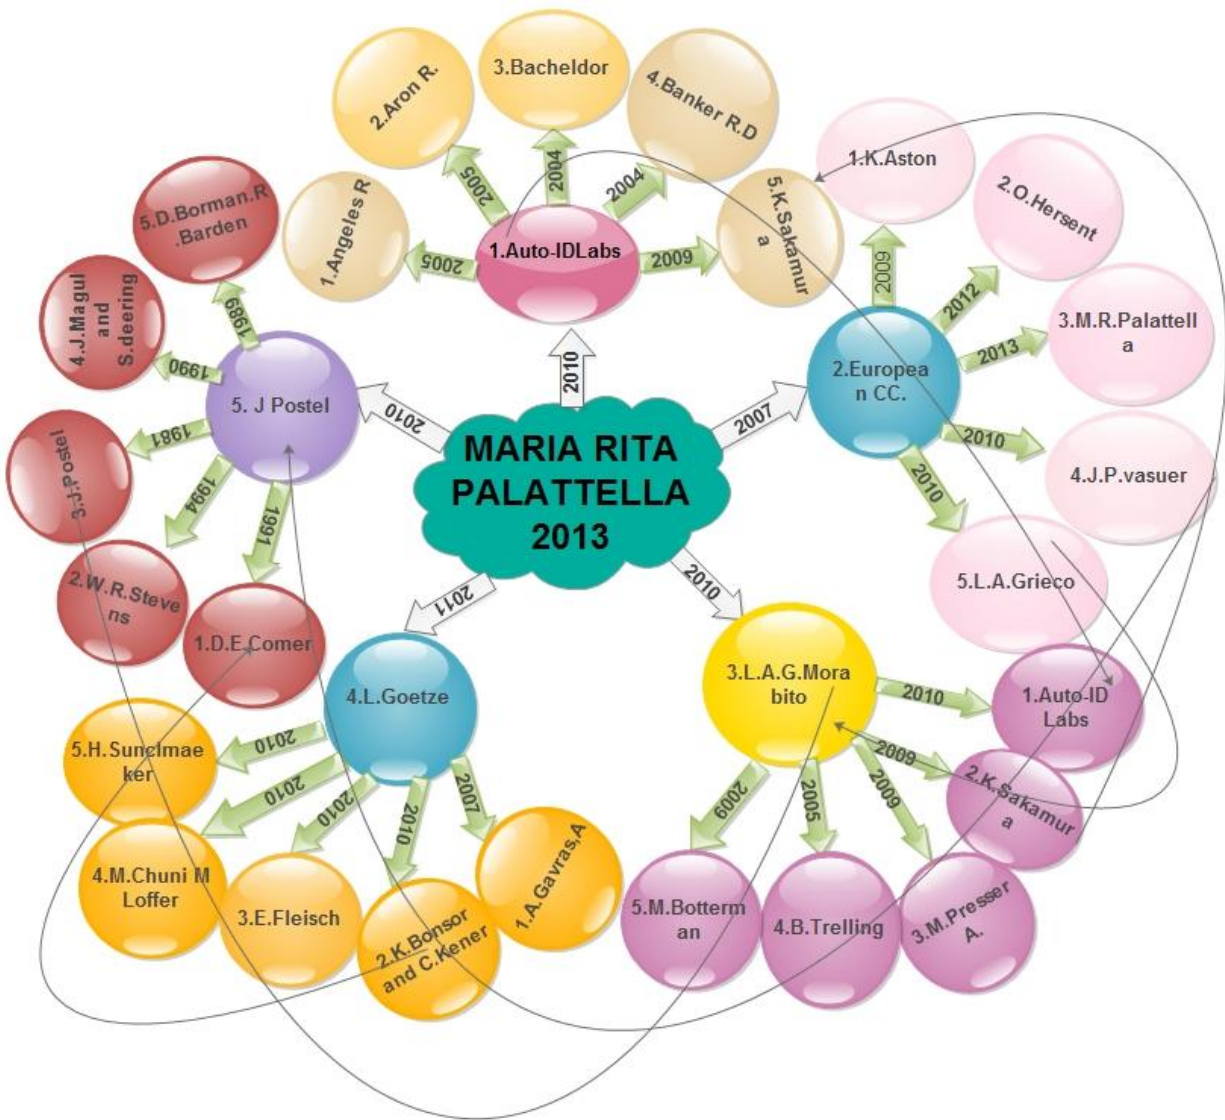 MARIA RITA
PALATTELLA
2013
2010
1.Auto-IDLabs
2005
1.Angeles R
2005
2.Aron R.
2004
3.Bacheldor
2004
4.Banker R.D
2009
5.K.Sakamur
a
2007
2.Europea
n CC.
2009
1.K.Aston
2012
2.O.Hersent
2013
3.M.R.Palattell
a
2010
4.J.P.vasuer
2010
5.L.A.Grieco
2010
3.L.A.G.Mora
bito
2010
1.Auto-ID
Labs
2009
2.K.Sakamur
a
2009
3.M.Presser
A.
2005
4.B.Trelling
2009
5.M.Botterm
an
2011
4.L.Goetze
2007
1.A.Gavras,A
2010
2.K.Bonsor
and C.Kener
2010
3.E.Fleisch
2010
4.M.Chuni M
Loffer
2010
5.H.Sunclmae
ker
2010
5. J Postel
1991
1.D.E.Comer
1994
2.W.R.Steve
ns
1981
3.J.Postel
1990
4.J.Magul
and
S.deering
1989
5.D.Borman.R
.Barden